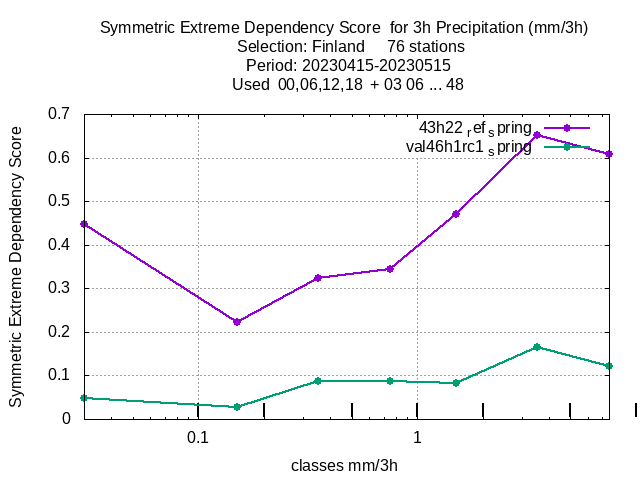 Symmetric Extreme Dependency Score  for 3h Precipitation (mm/3h)
Selection: Finland     76 stations
Period: 20230415-20230515
Used  00,06,12,18  + 03 06 ... 48
43h22 refspring
val46h1rc1 spring
Symmetric Extreme Dependency Score
0.7
0.6
0.5
0.4
0.3
0.2
0.1
0
0.1 1
classes mm/3h